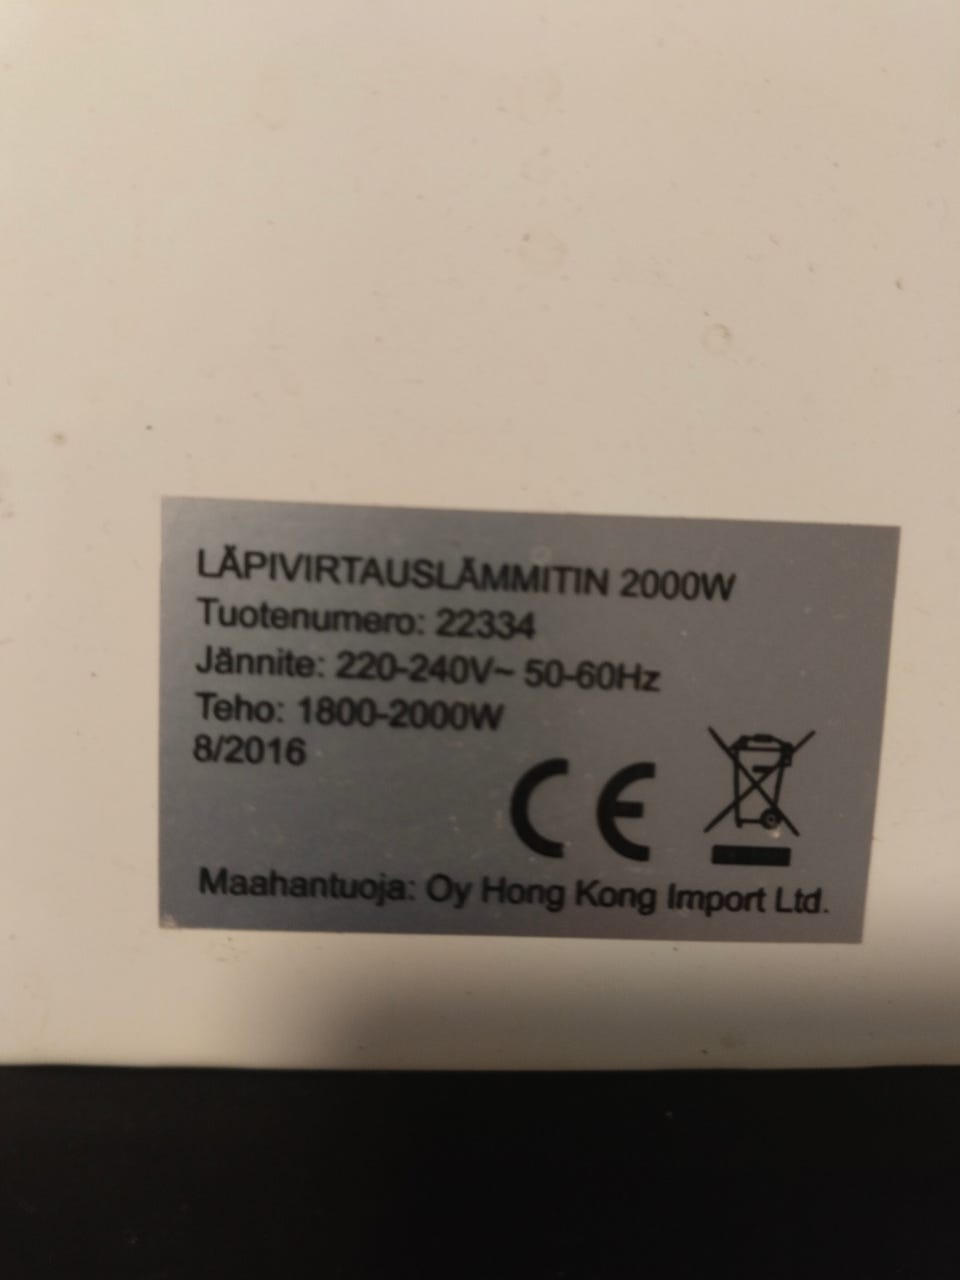 LÄPIVIRTAUSLÄMMITIN 2000W
Tuotenumero: 22334
Jännite: 220-240V~ 50-60Hz
Teho: 1800-2000W
8/2016
CE
Maahantuoja: Oy Hong Kong Import Ltd.